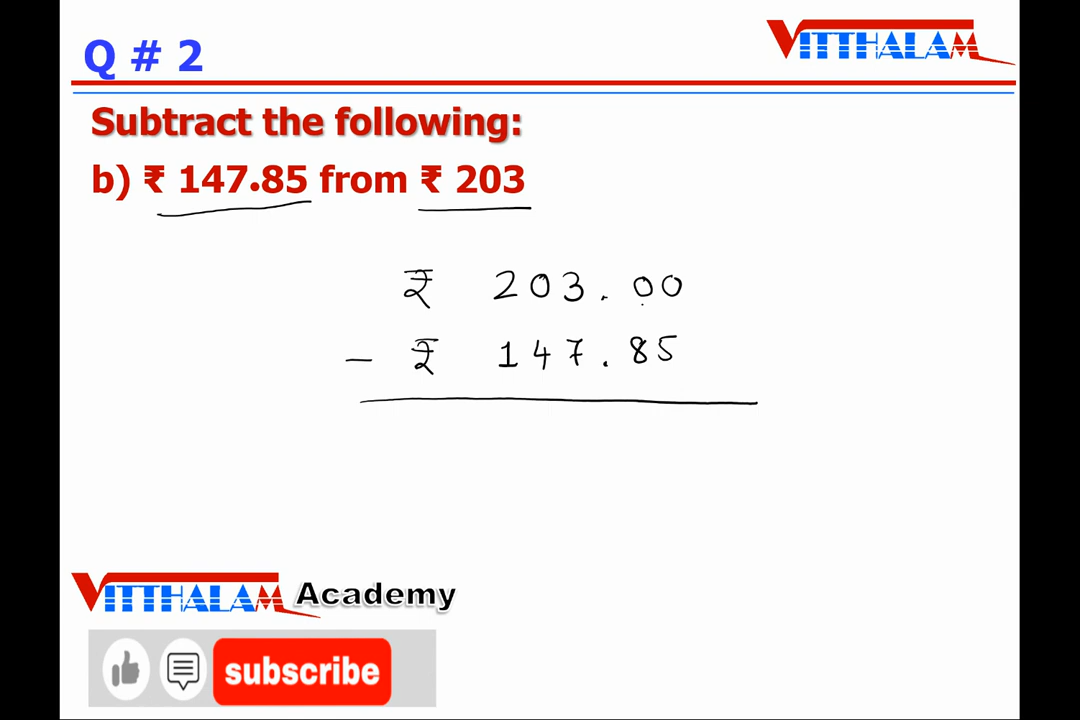 Q # 2
VITTHALAM
Subtract the following:
b) ₹ 147.85 from ₹ 203
₹ 203.00
- ₹ 147.85
VITTHALAM Academy
subscribe